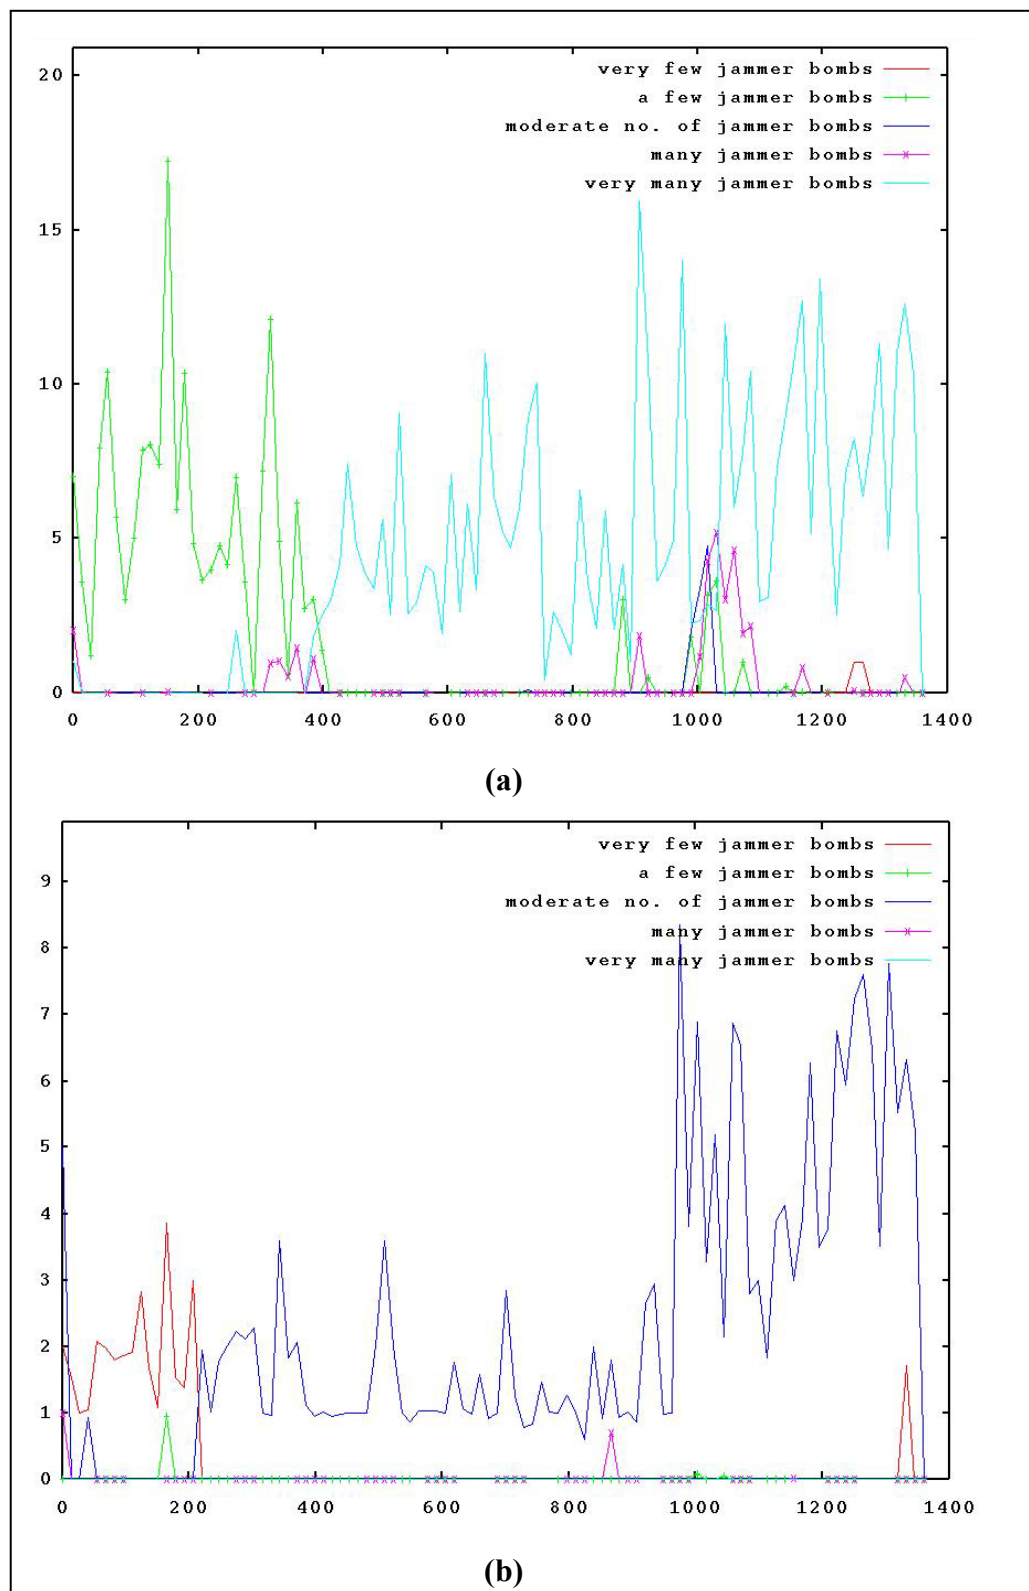 20
very few jammer bombs
a few jammer bombs
moderate no. of jammer bombs
many jammer bombs
very many jammer bombs
15
10
5
0
0 200 400 600 800 1000 1200 1400
(a)
very few jammer bombs
9
a few jammer bombs
moderate no. of jammer bombs
many jammer bombs
8
very many jammer bombs
7
6
5
4
3
2
1
0
0 200 400 600 800 1000 1200 1400
(b)